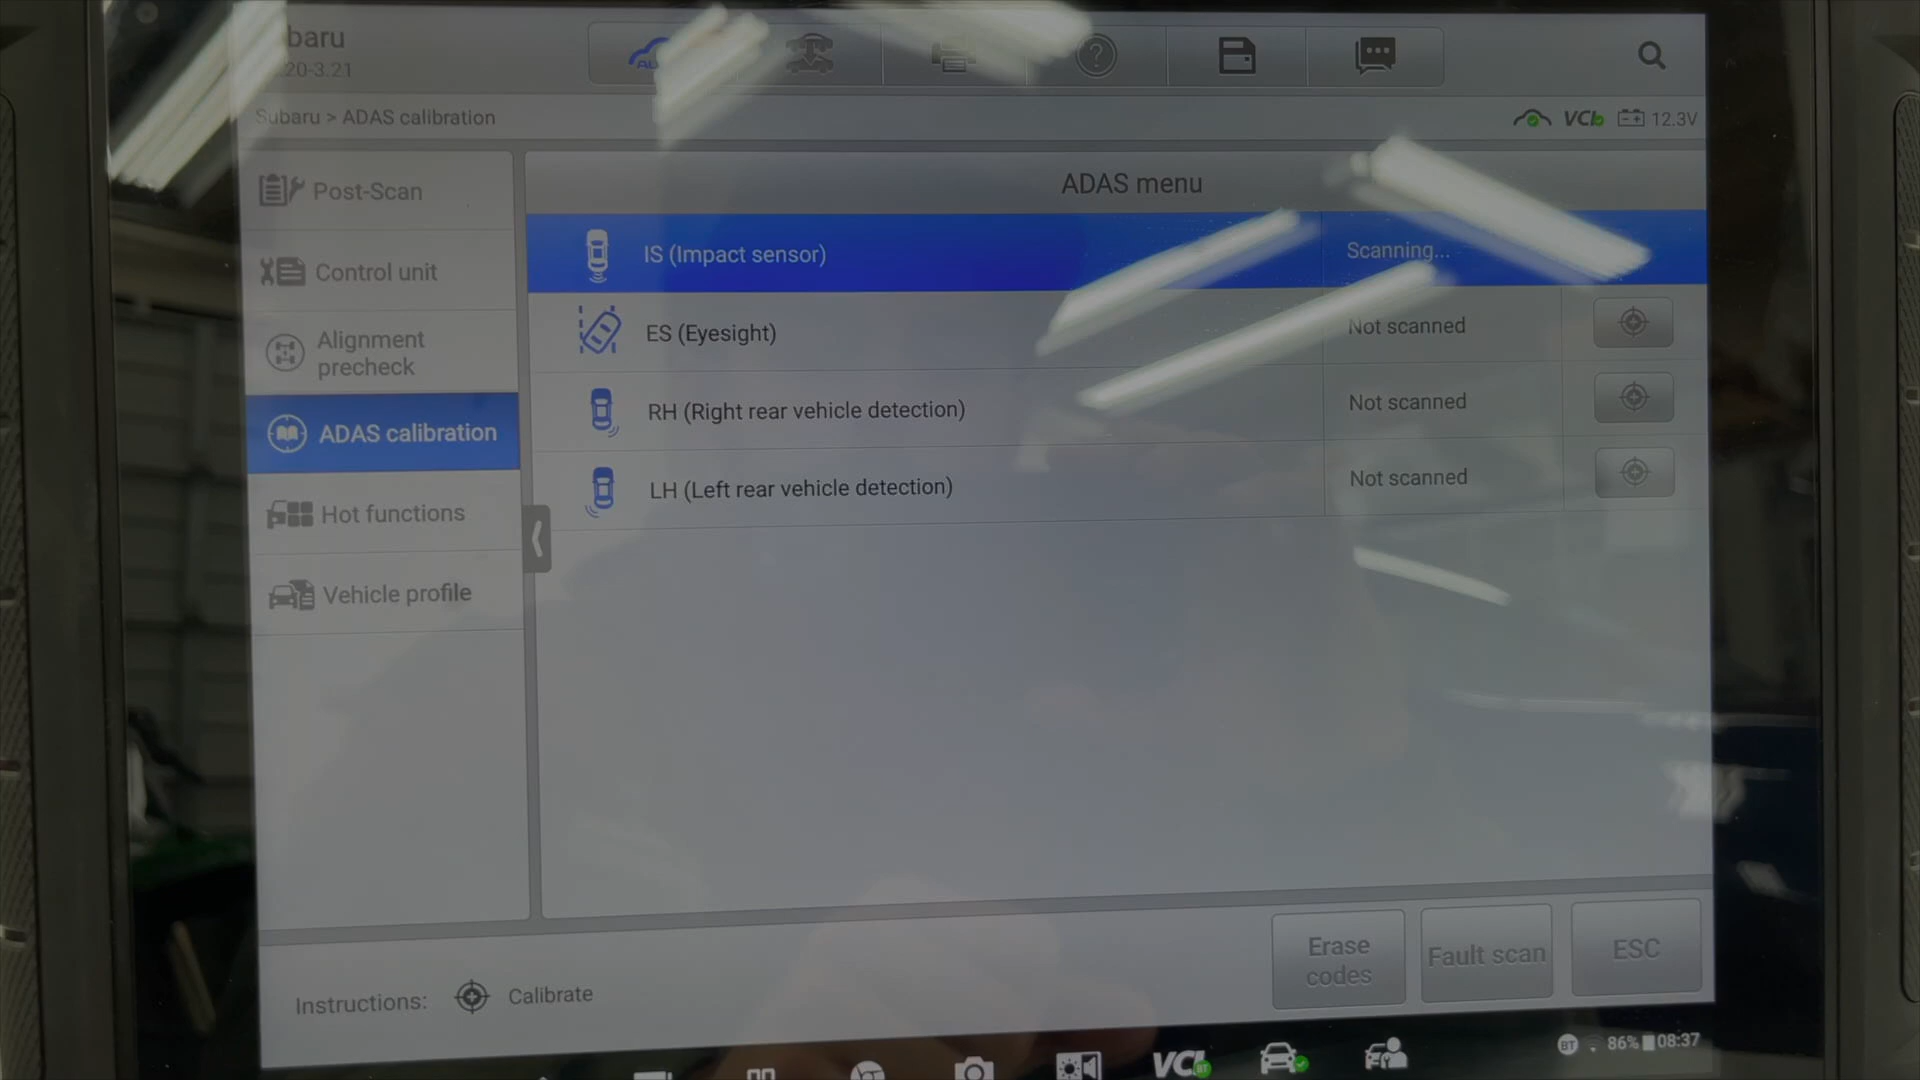 baru
20-3.21
Subaru > ADAS calibration
VCI
12.3V
Post-Scan
Control unit
Alignment
precheck
ADAS calibration
Hot functions
Vehicle profile
ADAS menu
IS (Impact sensor)
Scanning...
ES (Eyesight)
Not scanned
RH (Right rear vehicle detection)
Not scanned
LH (Left rear vehicle detection)
Not scanned
Instructions:
Calibrate
Erase
codes
Fault scan
ESC
VCI
BT
BT
86%
08:37